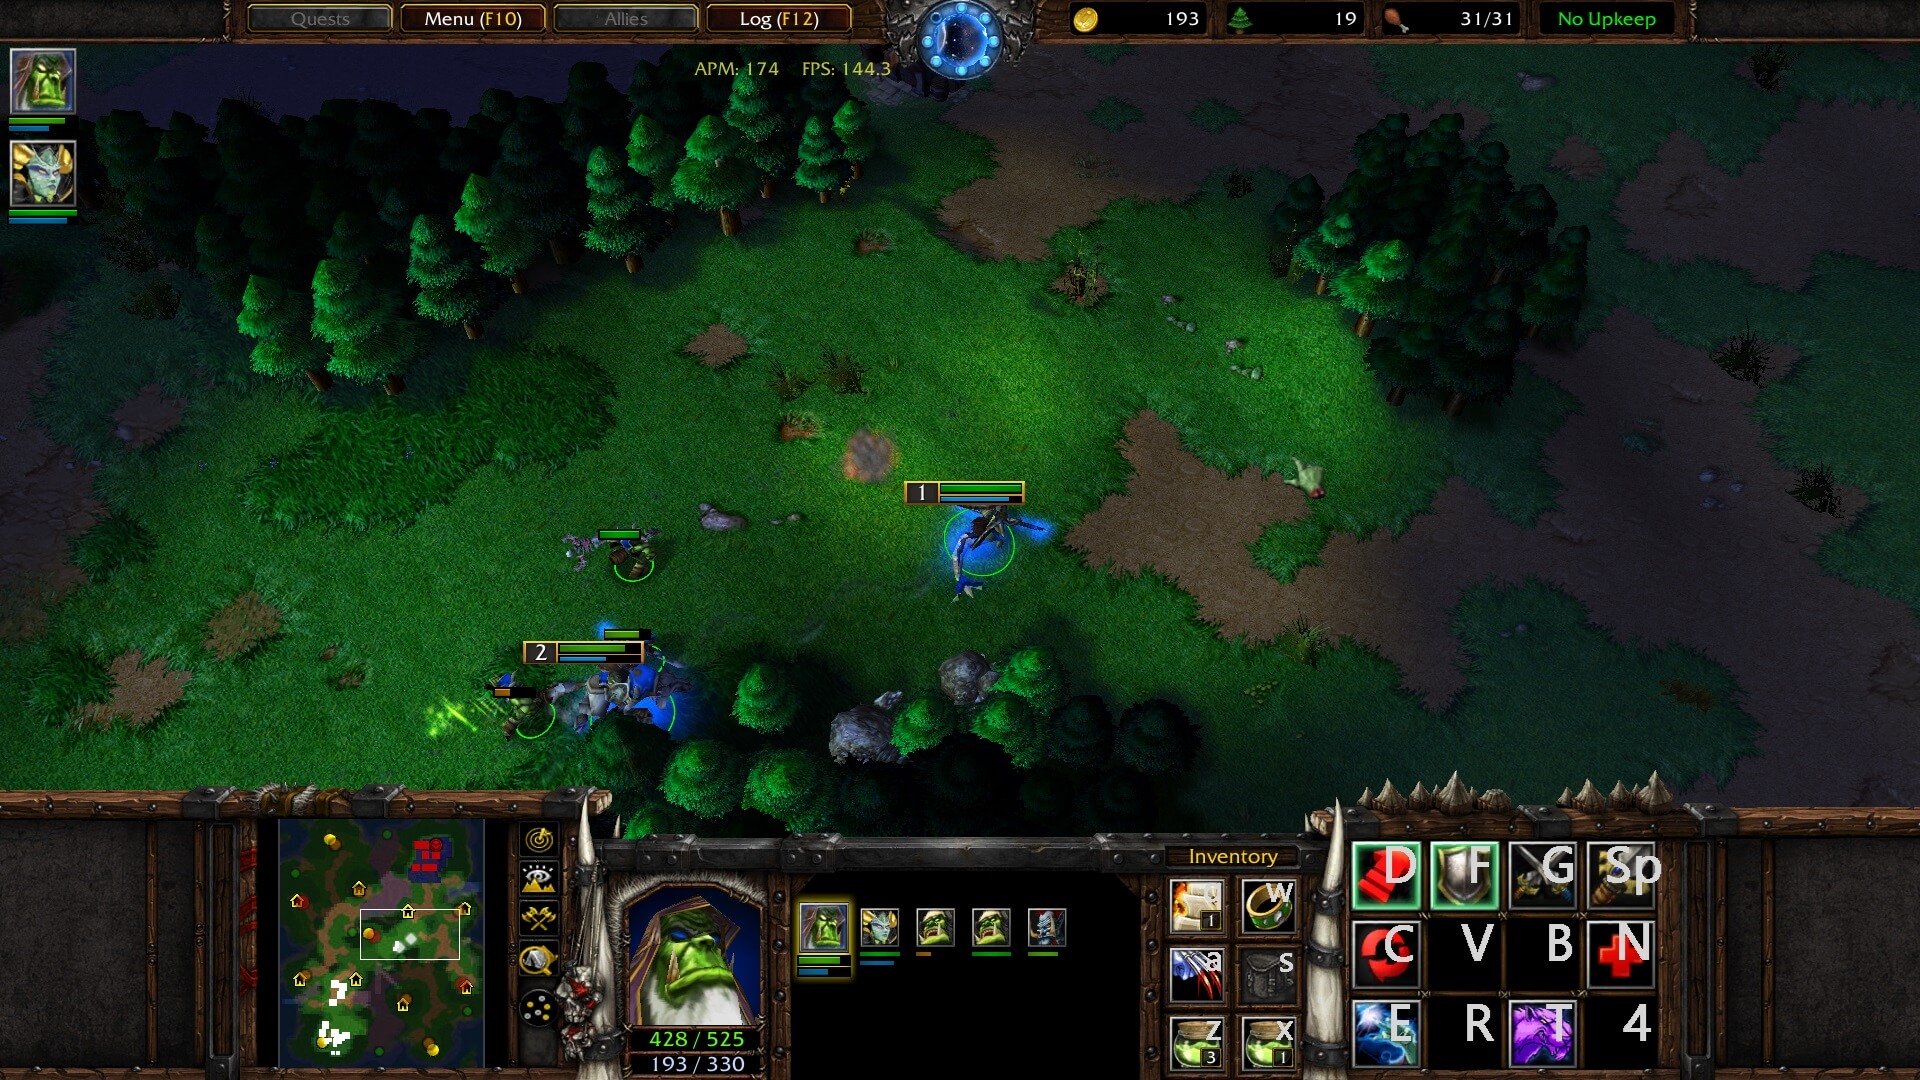 Quests
Menu (F10)
Allies
Log (F12)
193
19
31/31
No Upkeep
APM: 174 FPS: 144.3
1
2
Inventory
D F G Sp
W
1
C V B N
a s
E R T 4
z x
3 1
428 / 525
193 / 330